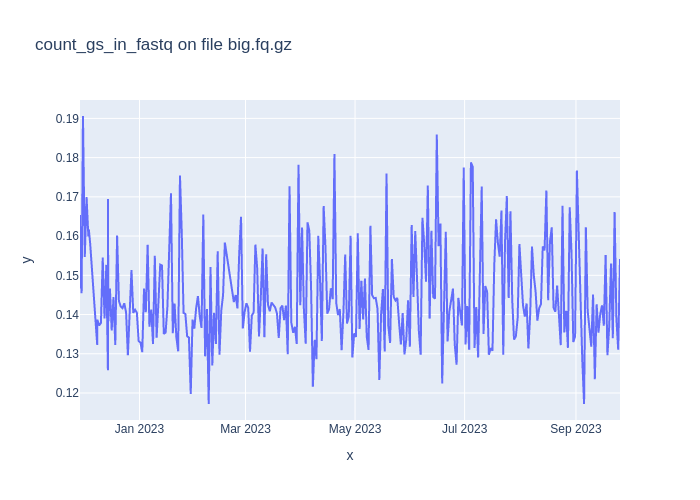 count_gs_in_fastq on file big.fq.gz
0.19
0.18
0.17
0.16
0.15
0.14
0.13
0.12
y
Jan 2023 Mar 2023 May 2023 Jul 2023 Sep 2023
x